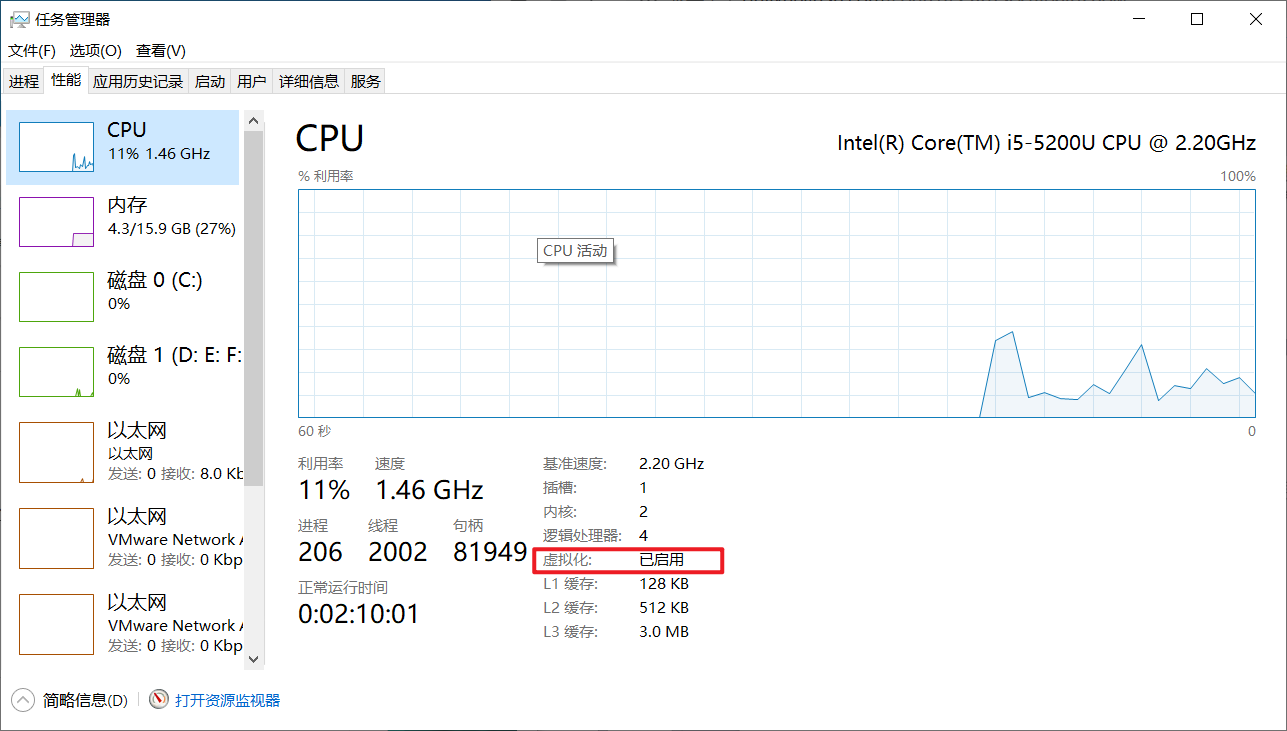 任务管理器
文件(F) 选项(O) 查看(V)
进程 性能 应用历史记录 启动 用户 详细信息 服务
CPU
11% 1.46 GHz
内存
4.3/15.9 GB (27%)
磁盘 0 (C:)
0%
磁盘 1 (D: E: F:
0%
以太网
以太网
发送: 0 接收: 8.0 Kb
以太网
VMware Network A
发送: 0 接收: 0 Kbp
以太网
VMware Network A
发送: 0 接收: 0 Kbp
CPU
Intel(R) Core(TM) i5-5200U CPU @ 2.20GHz
% 利用率 100%
CPU 活动
60 秒 0
利用率 速度
11% 1.46 GHz
进程 线程 句柄
206 2002 81949
正常运行时间
0:02:10:01
基准速度: 2.20 GHz
插槽: 1
内核: 2
逻辑处理器: 4
虚拟化: 已启用
L1 缓存: 128 KB
L2 缓存: 512 KB
L3 缓存: 3.0 MB
简略信息(D) 打开资源监视器